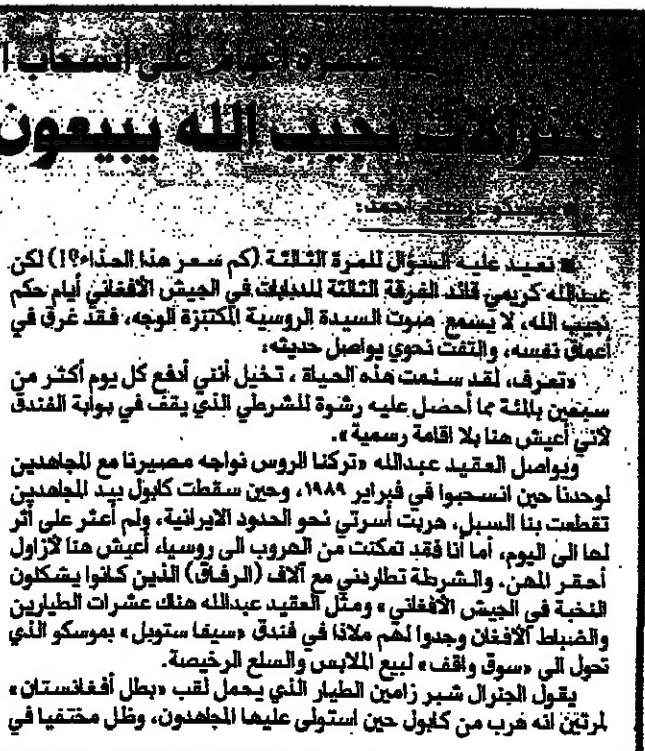 عشرة أعوام على انسحاب ا
جنرالات نجيب الله يبيعون
موسكو ـ سليم احمد:
■ تعيد عليه السؤال للمرة الثالثة (كم سعر هذا الحذاء؟!) لكن
عبدالله كريمي قائد الفرقة الثالثة للدبابات في الجيش الأفغاني أيام حكم
نجيب الله، لا يسمع صوت السيدة الروسية المكتنزة الوجه، فقد غرق في
أعماق نفسه، والتفت نحوي يواصل حديثه:
«تعرف، لقد سئمت هذه الحياة ، تخيل أنني أدفع كل يوم أكثر من
سبعين بالمئة مما أحصل عليه رشوة للشرطي الذي يقف في بوابة الفندق
لأنني أعيش هنا بلا اقامة رسمية».
ويواصل العقيد عبدالله «تركنا الروس نواجه مصيرنا مع المجاهدين
لوحدنا حين انسحبوا في فبراير ١٩٨٩، وحين سقطت كابول بيد المجاهدين
تقطعت بنا السبل، هربت أسرتي نحو الحدود الايرانية، ولم أعثر على أثر
لها الى اليوم، أما أنا فقد تمكنت من الهروب الى روسيا، أعيش هنا لأزاول
أحقر المهن، والشرطة تطاردني مع آلاف (الرفاق) الذين كانوا يشكلون
النخبة في الجيش الأفغاني» ومثل العقيد عبدالله هناك عشرات الطيارين
والضباط الأفغان وجدوا لهم ملاذا في فندق «سيفا ستوبل» بموسكو الذي
تحول الى «سوق واقف» لبيع الملابس والسلع الرخيصة.
يقول الجنرال شير زامين الطيار الذي يحمل لقب «بطل أفغانستان»
لمرتين انه هرب من كابول حين استولى عليها المجاهدون، وظل مختفيا في